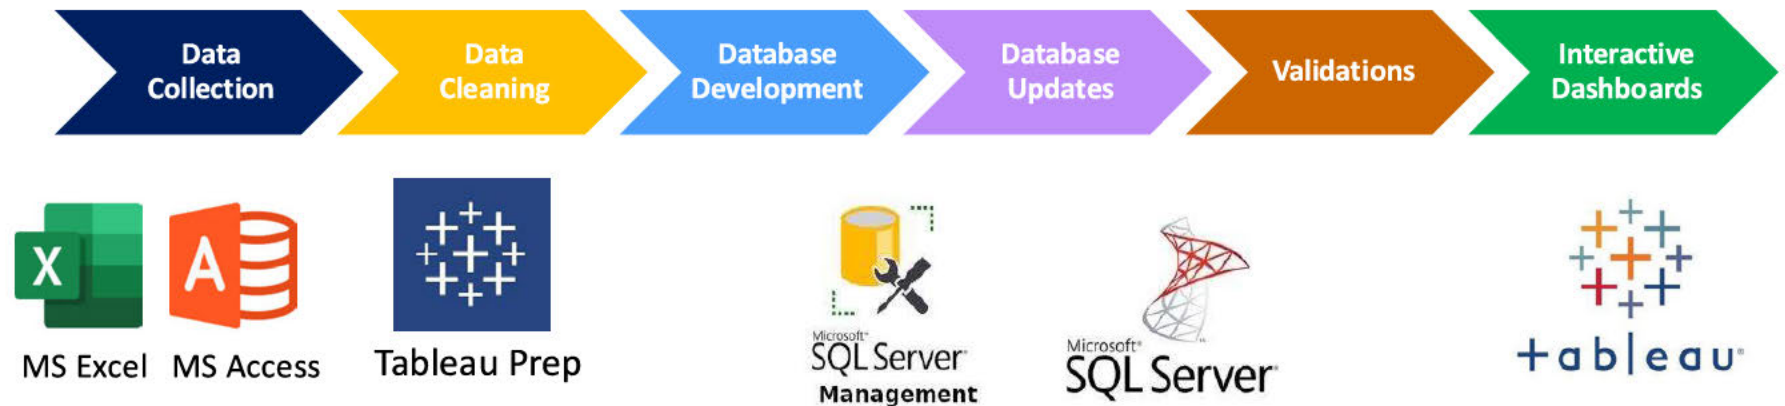 Data
Collection
Data
Cleaning
Database
Development
Database
Updates
Validations
Interactive
Dashboards
X
A
MS Excel
MS Access
Tableau Prep
Microsoft®
SQL Server®
Management
Microsoft®
SQL Server®
+ableau®